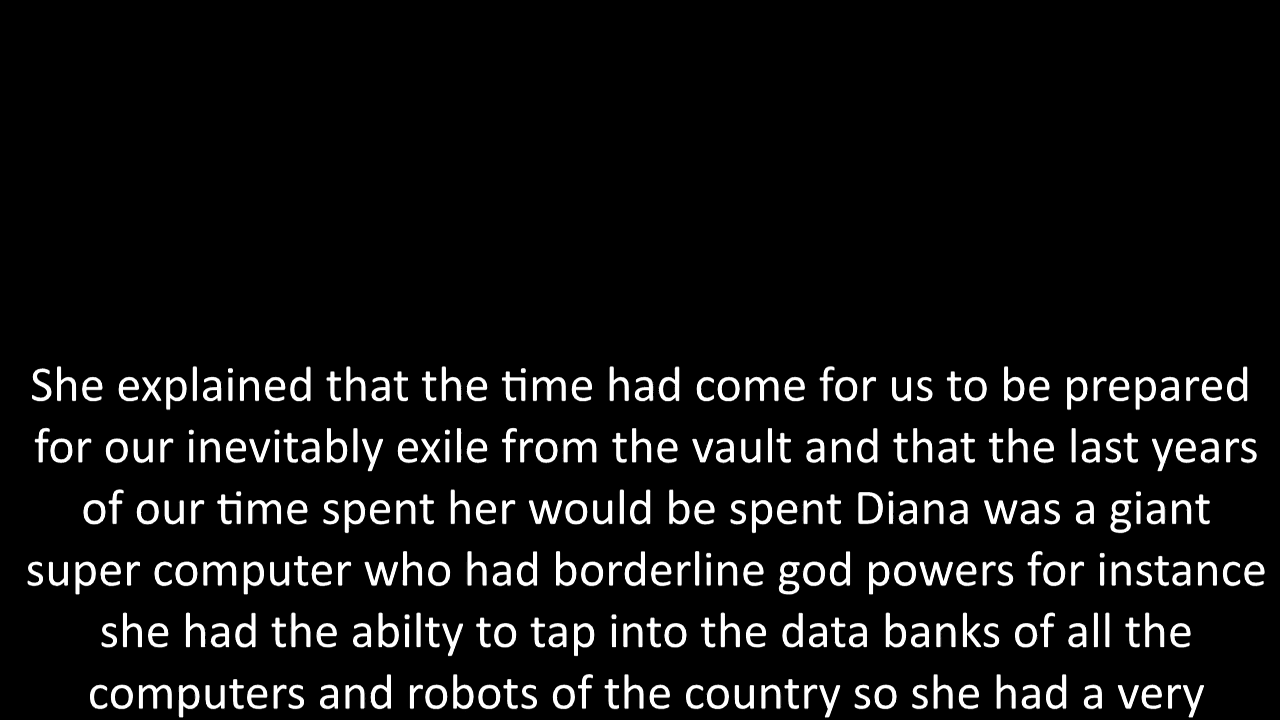 She explained that the time had come for us to be prepared
for our inevitably exile from the vault and that the last years
of our time spent her would be spent Diana was a giant
super computer who had borderline god powers for instance
she had the abilty to tap into the data banks of all the
computers and robots of the country so she had a very